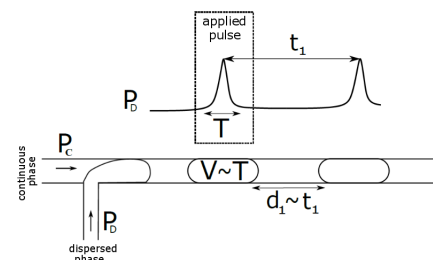 applied
pulse
t₁
P_D
T
P_C
continuous
phase
V~T
d₁~t₁
P_D
dispersed
phase